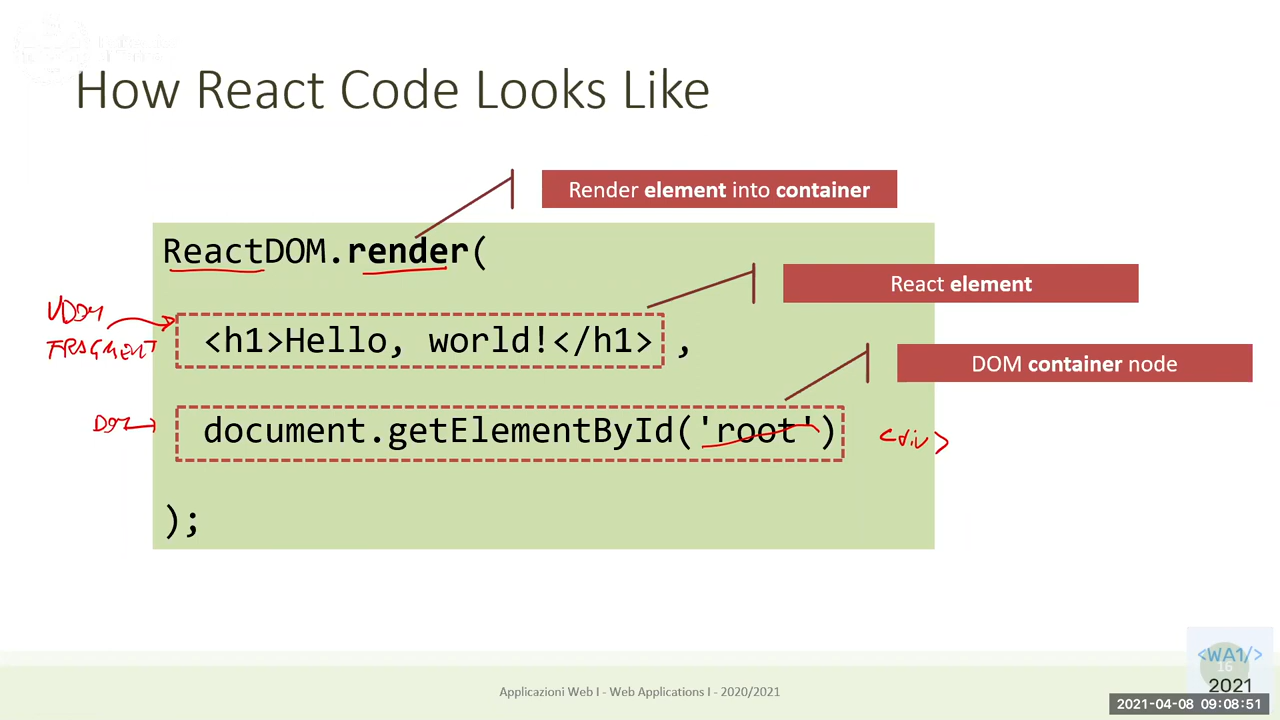 How React Code Looks Like
Render element into container
ReactDOM.render(
React element
VDOM
FRAGMENT
<h1>Hello, world!</h1> ,
DOM container node
DOM
document.getElementById('root')
<div>
);
<WA1/>
16
2021
Applicazioni Web I - Web Applications I - 2020/2021
2021-04-08 09:08:51